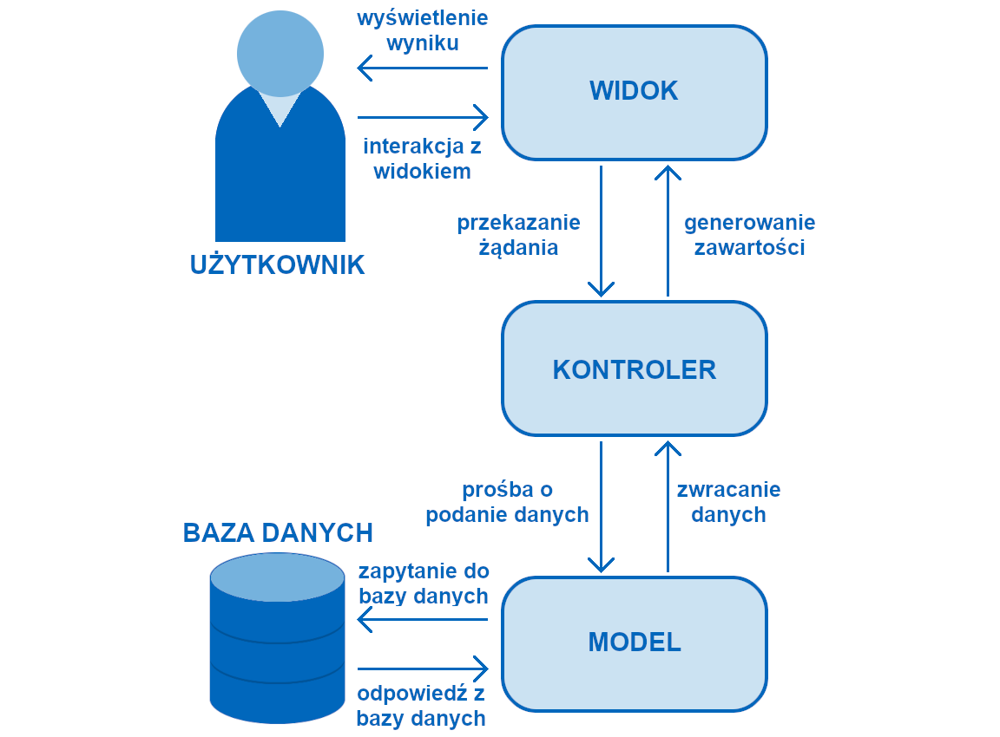 wyświetlenie
wyniku
WIDOK
interakcja z
widokiem
UŻYTKOWNIK
przekazanie
żądania
generowanie
zawartości
KONTROLER
prośba o
podanie danych
zwracanie
danych
BAZA DANYCH
zapytanie do
bazy danych
MODEL
odpowiedź z
bazy danych